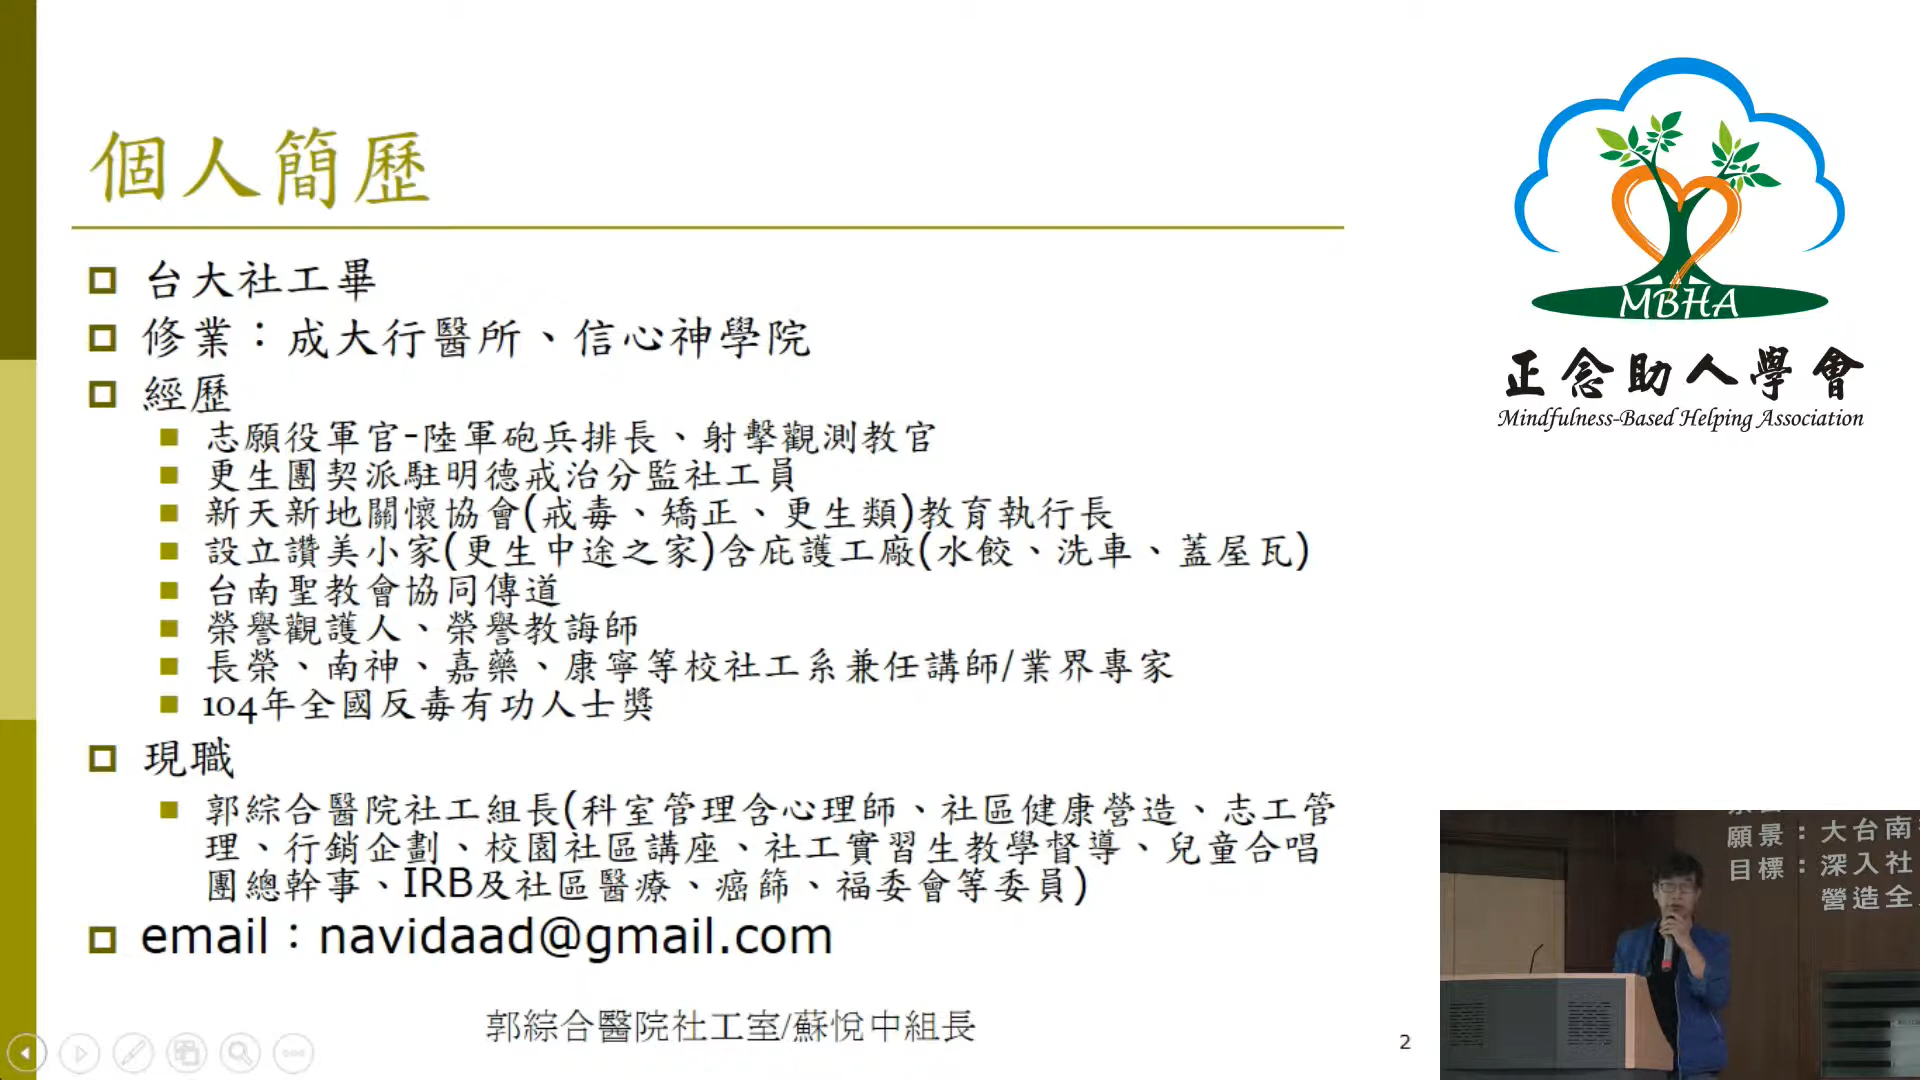 個人簡歷
台大社工畢
修業：成大行醫所、信心神學院
經歷
志願役軍官-陸軍砲兵排長、射擊觀測教官
更生團契派駐明德戒治分監社工員
新天新地關懷協會(戒毒、矯正、更生類)教育執行長
設立讚美小家(更生中途之家)含庇護工廠(水餃、洗車、蓋屋瓦)
台南聖教會協同傳道
榮譽觀護人、榮譽教誨師
長榮、南神、嘉藥、康寧等校社工系兼任講師/業界專家
104年全國反毒有功人士獎
現職
郭綜合醫院社工組長(科室管理含心理師、社區健康營造、志工管
理、行銷企劃、校園社區講座、社工實習生教學督導、兒童合唱
團總幹事、IRB及社區醫療、癌篩、福委會等委員)
email：navidaad@gmail.com
郭綜合醫院社工室/蘇悅中組長
2
MBHA
正念助人學會
Mindfulness-Based Helping Association
願景：大台南
目標：深入社
營造全